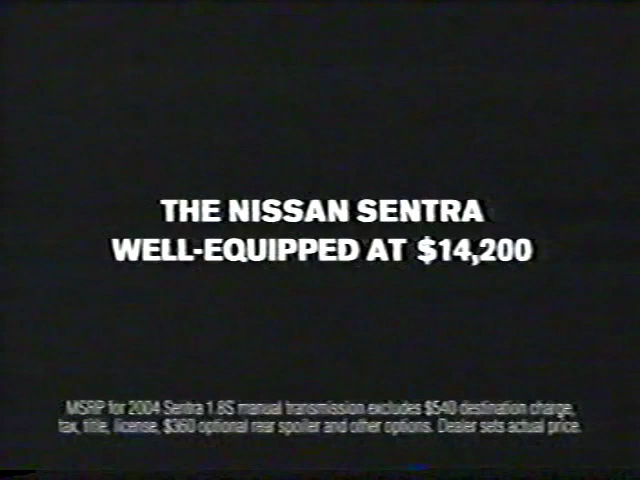 THE NISSAN SENTRA
WELL-EQUIPPED AT $14,200
MSRP for 2004 Sentra 1.8S manual transmission excludes $540 destination charge,
tax, title, license, $360 optional rear spoiler and other options. Dealer sets actual price.